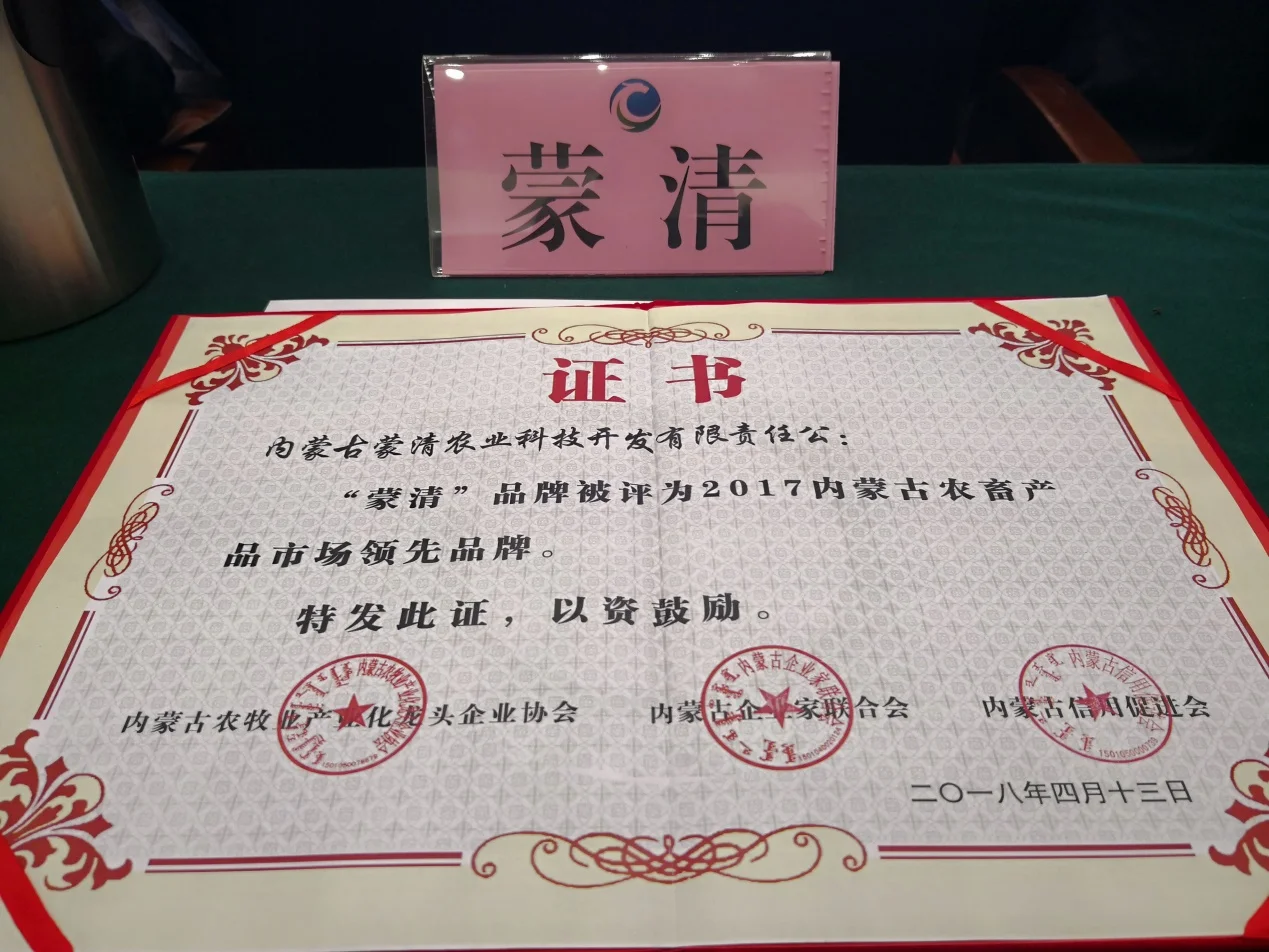 蒙清
证书
内蒙古蒙清农业科技开发有限责任公：
“蒙清”品牌被评为2017内蒙古农畜产
品市场领先品牌。
特发此证，以资鼓励。
内蒙古农牧业产业化龙头企业协会
内蒙古企业家联合会
内蒙古信用促进会
二〇一八年四月十三日